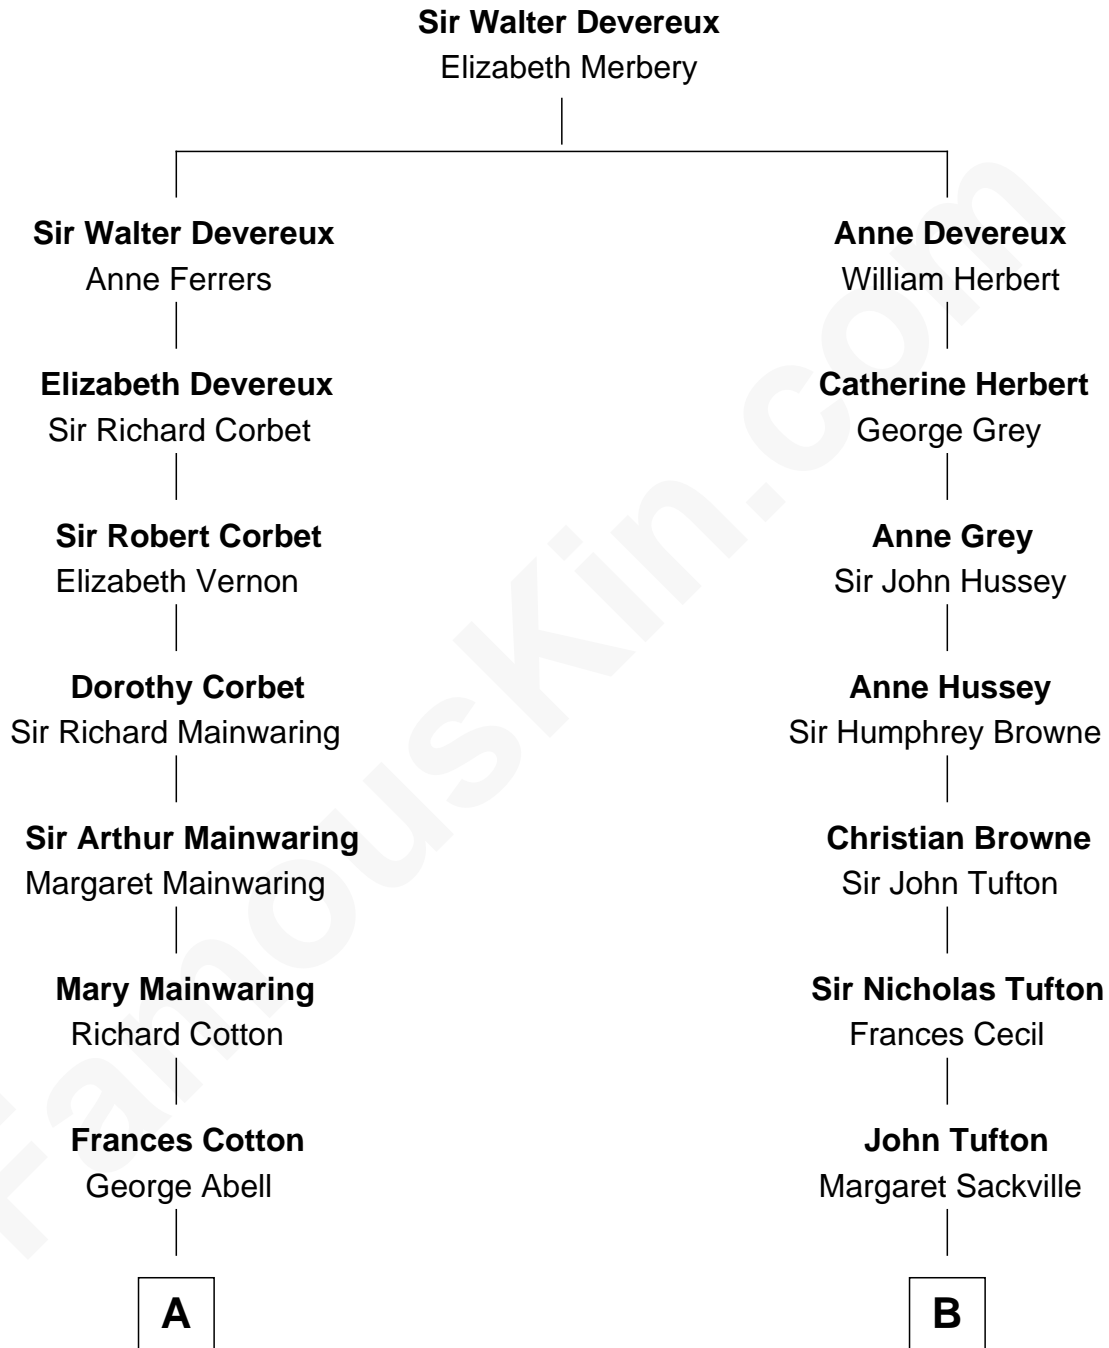 Sir Walter Devereux
Elizabeth Merbery
Sir Walter Devereux
Anne Ferrers
Elizabeth Devereux
Sir Richard Corbet
Sir Robert Corbet
Elizabeth Vernon
Dorothy Corbet
Sir Richard Mainwaring
Sir Arthur Mainwaring
Margaret Mainwaring
Mary Mainwaring
Richard Cotton
Frances Cotton
George Abell
A
Anne Devereux
William Herbert
Catherine Herbert
George Grey
Anne Grey
Sir John Hussey
Anne Hussey
Sir Humphrey Browne
Christian Browne
Sir John Tufton
Sir Nicholas Tufton
Frances Cecil
John Tufton
Margaret Sackville
B
FamousKin.com